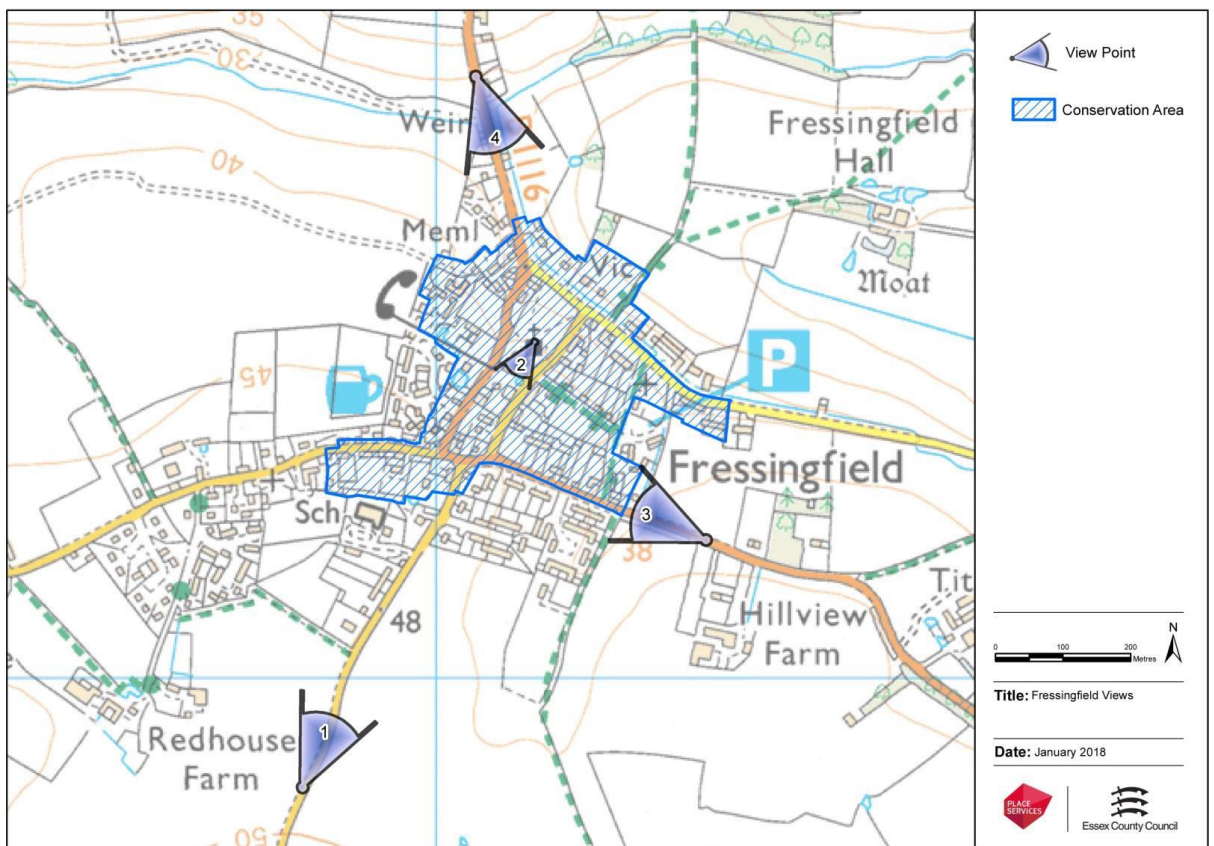 35
30
40
45
Weir
4
B1116
Fressingfield
Hall
Moat
Meml
Vic
2
P
Fressingfield
Sch
3
38
48
Hillview
Farm
Tit
1
Redhouse
Farm
50
View Point
Conservation Area
N
0 100 200
Metres
Title: Fressingfield Views
Date: January 2018
PLACE
SERVICES
Essex County Council